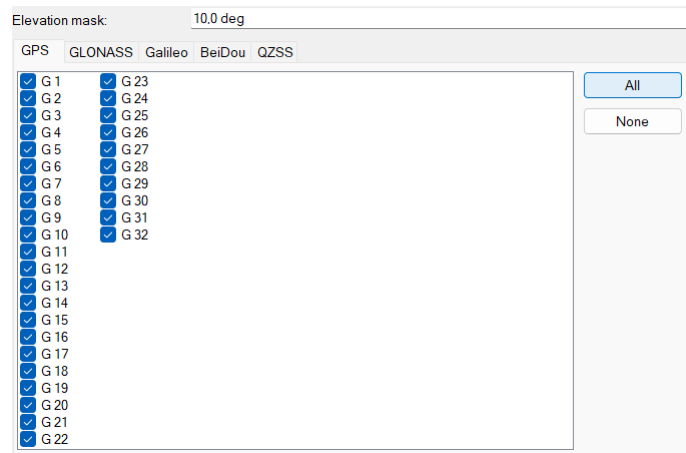 Elevation mask: 10,0 deg
GPS GLONASS Galileo BeiDou QZSS
G 1 G 23 All
G 2 G 24
G 3 G 25 None
G 4 G 26
G 5 G 27
G 6 G 28
G 7 G 29
G 8 G 30
G 9 G 31
G 10 G 32
G 11
G 12
G 13
G 14
G 15
G 16
G 17
G 18
G 19
G 20
G 21
G 22